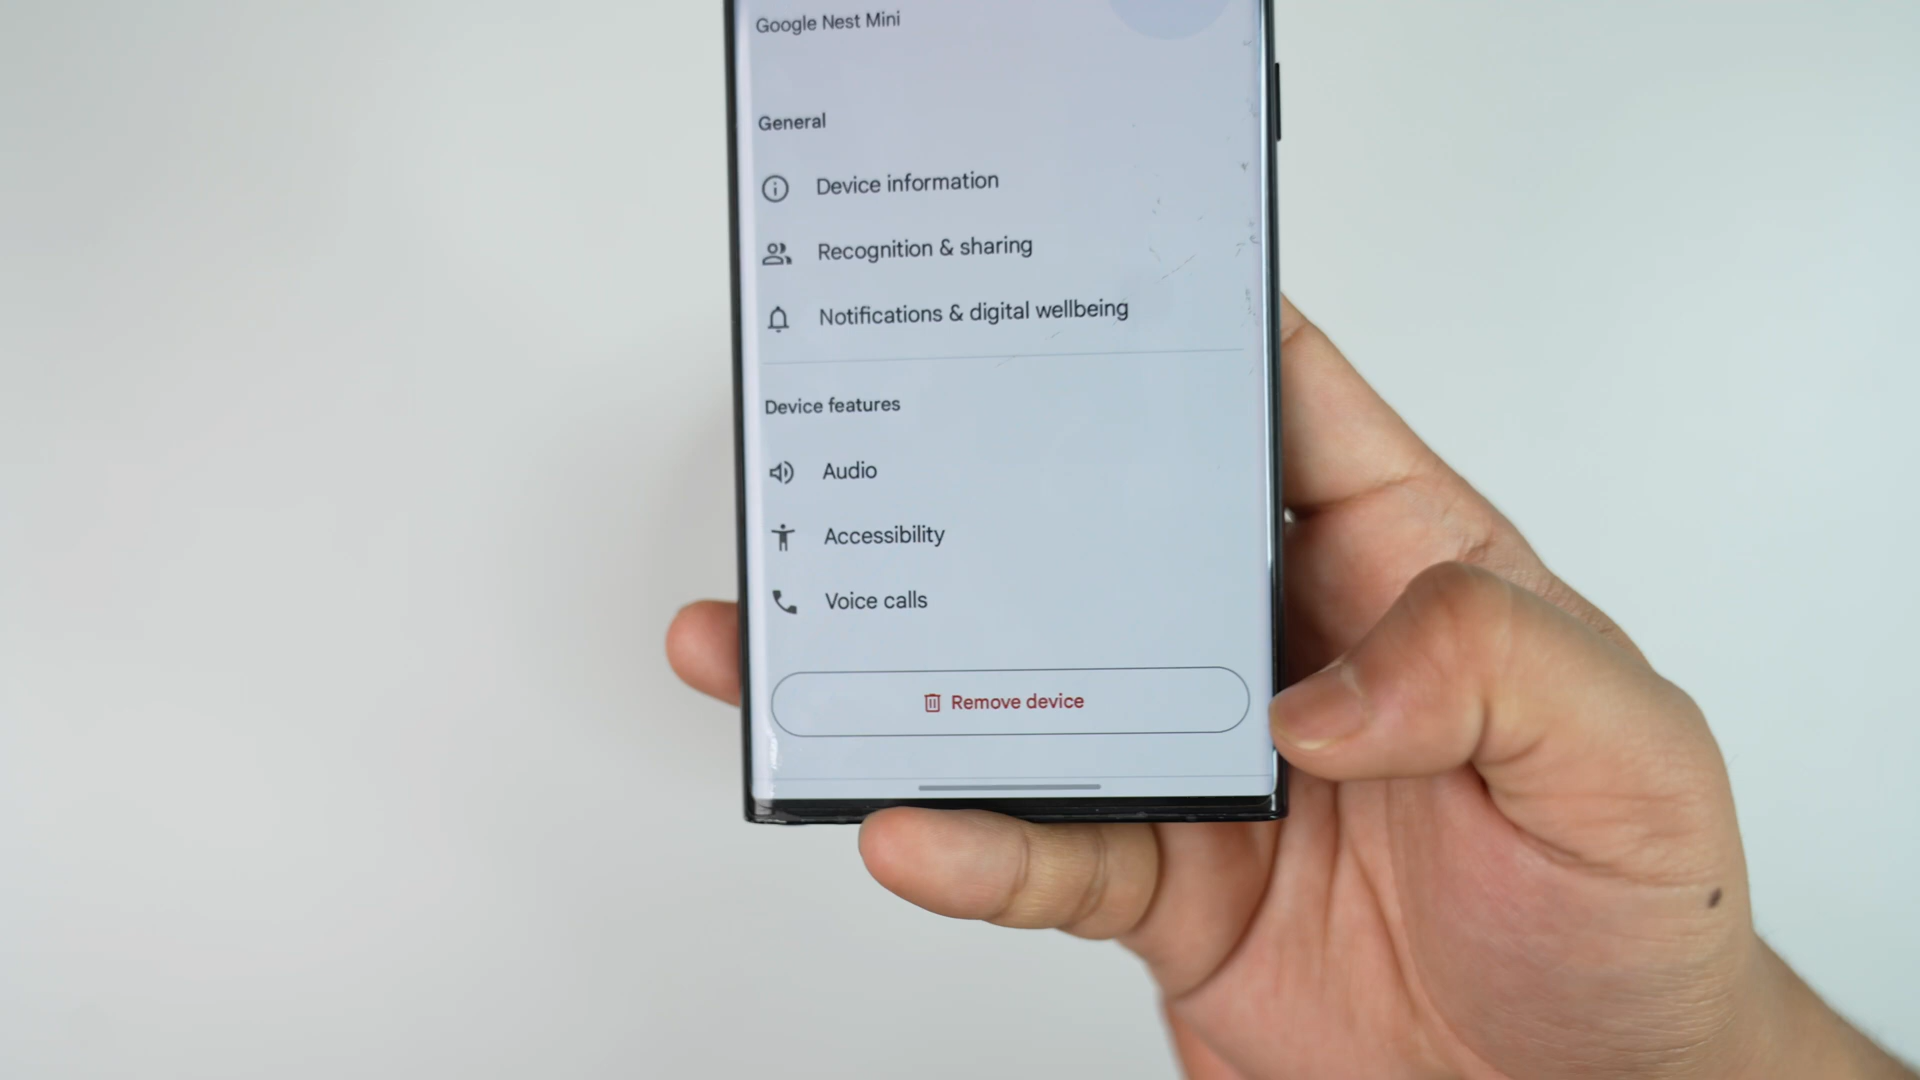 Google Nest Mini
General
Device information
Recognition & sharing
Notifications & digital wellbeing
Device features
Audio
Accessibility
Voice calls
Remove device